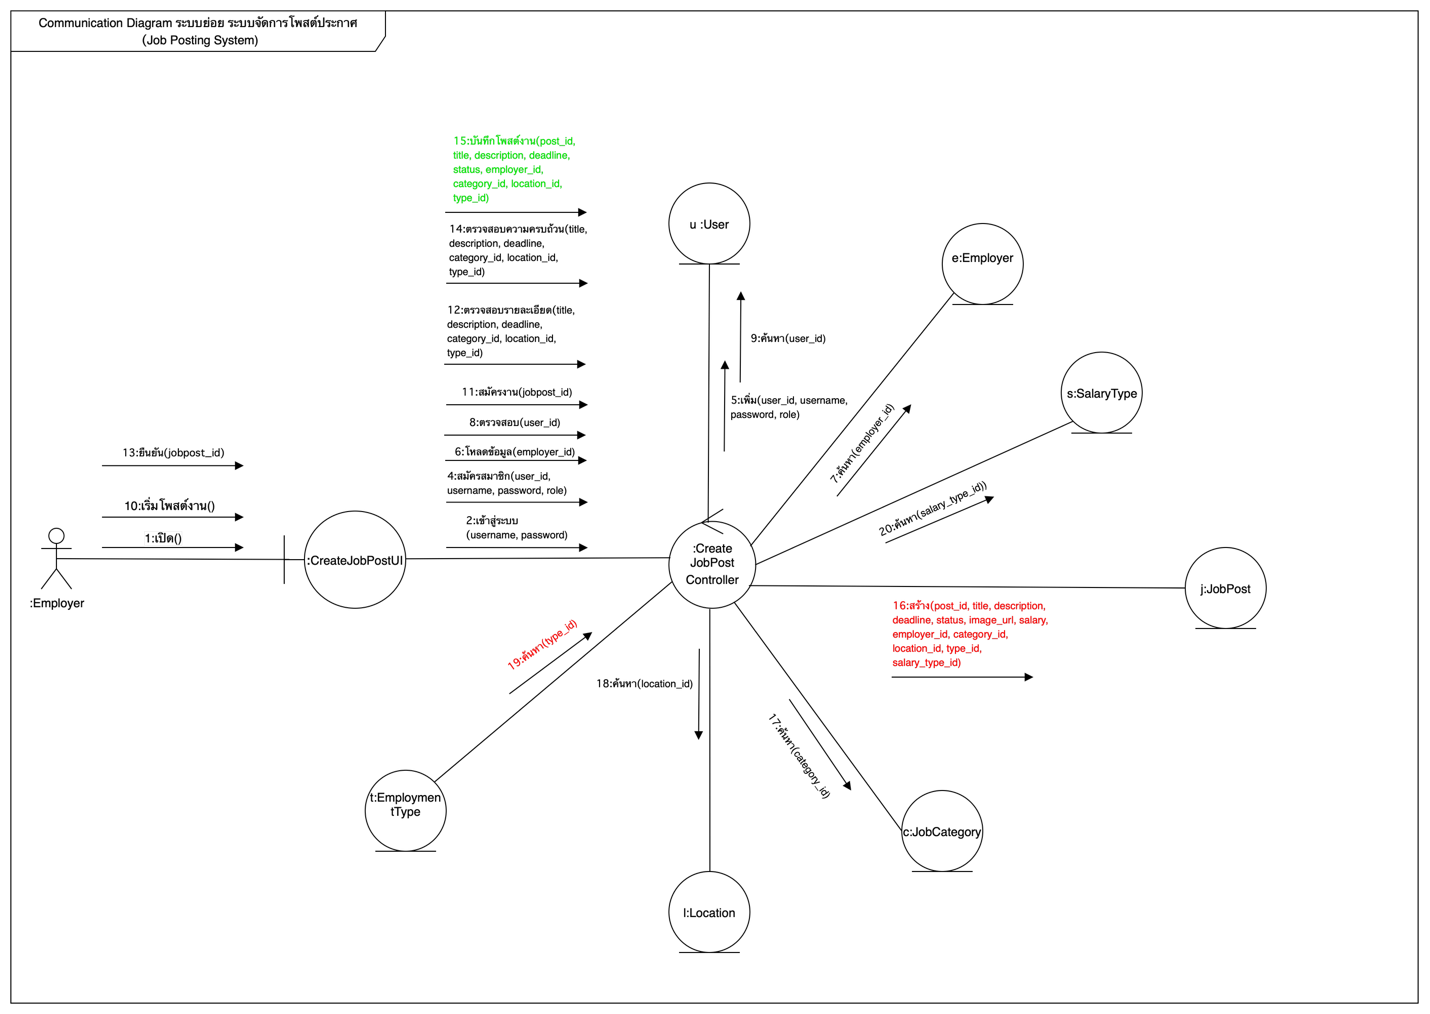 Communication Diagram ระบบย่อย ระบบจัดการโพสต์ประกาศ
(Job Posting System)
15:บันทึกโพสต์งาน(post_id,
title, description, deadline,
status, employer_id,
category_id, location_id,
type_id)
14:ตรวจสอบความครบถ้วน(title,
description, deadline,
category_id, location_id,
type_id)
12:ตรวจสอบรายละเอียด(title,
description, deadline,
category_id, location_id,
type_id)
11:สมัครงาน(jobpost_id)
8:ตรวจสอบ(user_id)
6:โหลดข้อมูล(employer_id)
4:สมัครสมาชิก(user_id,
username, password, role)
2:เข้าสู่ระบบ
(username, password)
13:ยืนยัน(jobpost_id)
10:เริ่มโพสต์งาน()
1:เปิด()
:Employer
:CreateJobPostUI
:Create
JobPost
Controller
u :User
9:ค้นหา(user_id)
5:เพิ่ม(user_id, username,
password, role)
e:Employer
7:ค้นหา(employer_id)
s:SalaryType
20:ค้นหา(salary_type_id))
j:JobPost
16:สร้าง(post_id, title, description,
deadline, status, image_url, salary,
employer_id, category_id,
location_id, type_id,
salary_type_id)
19:ค้นหา(type_id)
18:ค้นหา(location_id)
17:ค้นหา(category_id)
t:Employmen
tType
c:JobCategory
l:Location